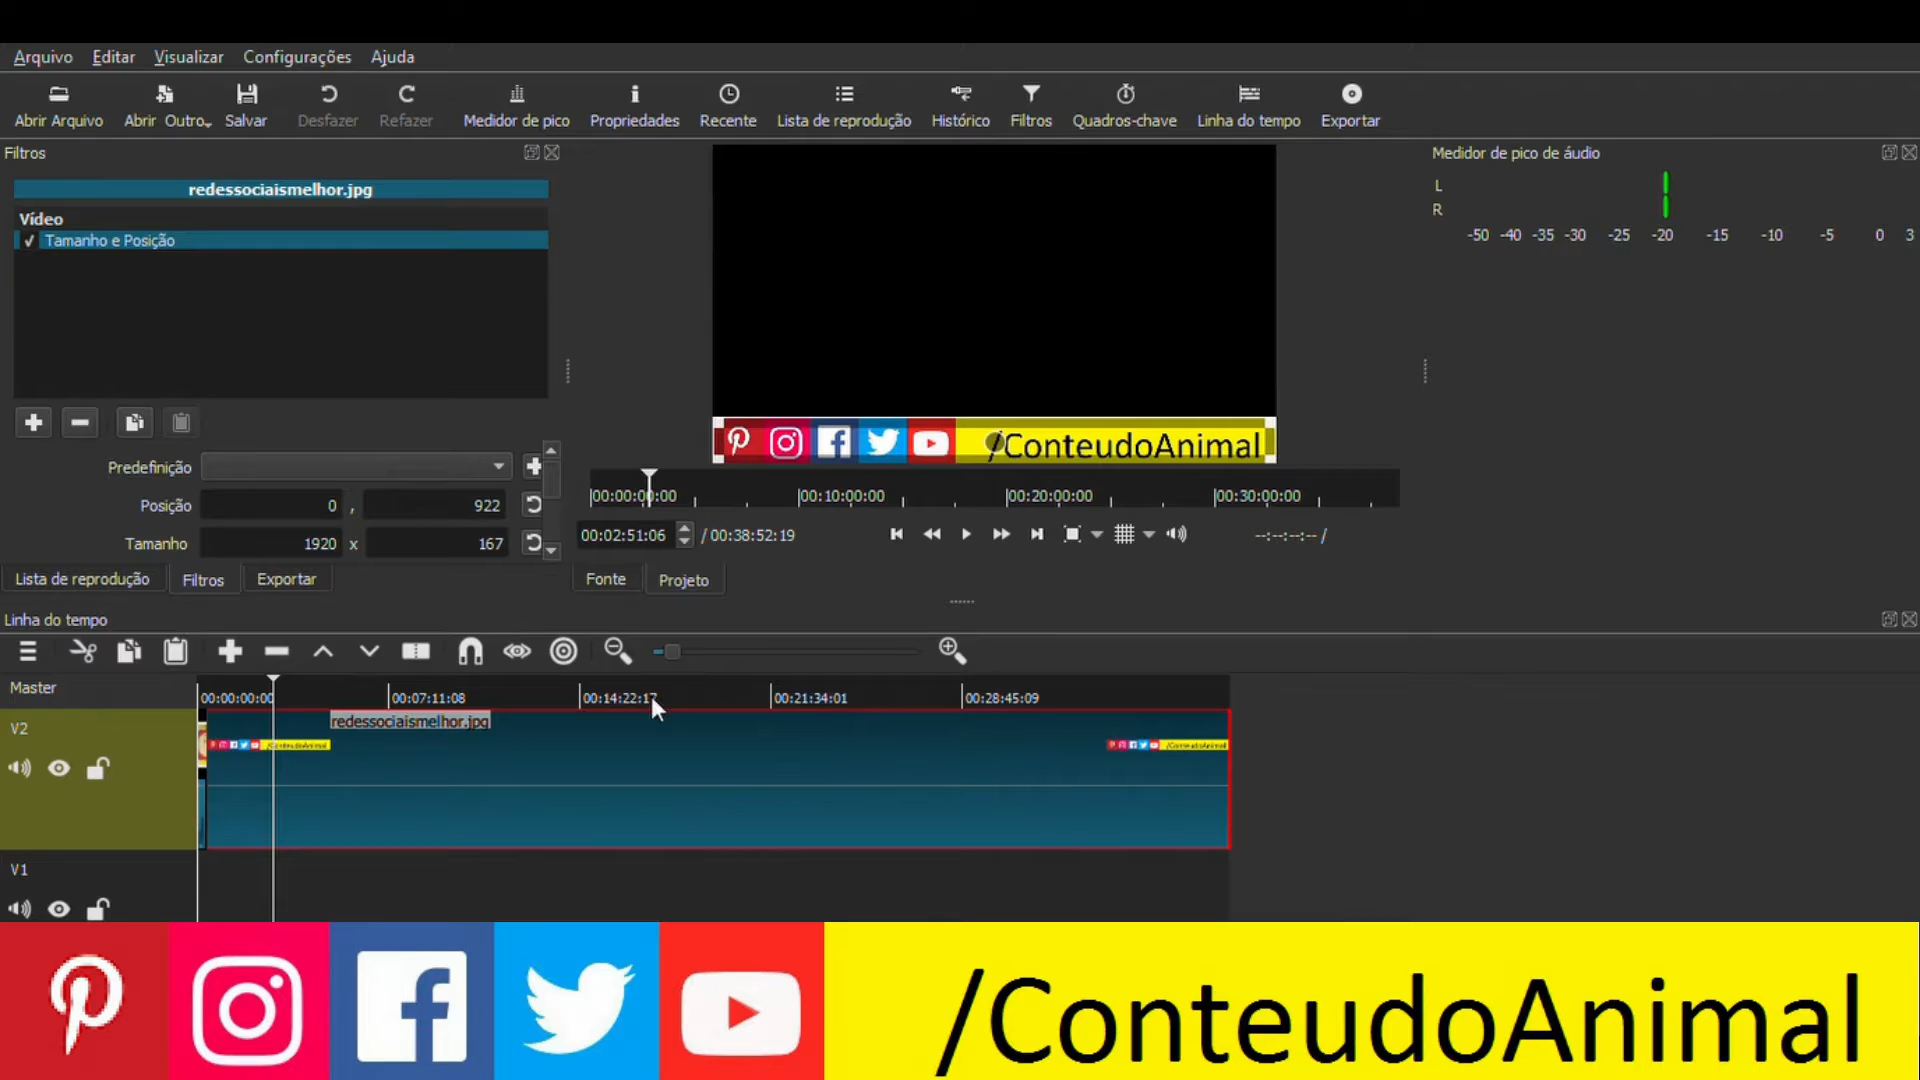 Arquivo Editar Visualizar Configurações Ajuda
Abrir Arquivo Abrir Outro... Salvar Desfazer Refazer Medidor de pico Propriedades Recente Lista de reprodução Histórico Filtros Quadros-chave Linha do tempo Exportar
Filtros
redessociaismelhor.jpg
Vídeo
Tamanho e Posição
Predefinição
Posição 0 , 922
Tamanho 1920 x 167
Lista de reprodução Filtros Exportar
/ConteudoAnimal
00:00:00:00 00:10:00:00 00:20:00:00 00:30:00:00
00:02:51:06 / 00:38:52:19 --:--:--:-- /
Fonte Projeto
Medidor de pico de áudio
L
R
-50 -40 -35 -30 -25 -20 -15 -10 -5 0 3
Linha do tempo
Master
00:00:00:00 00:07:11:08 00:14:22:17 00:21:34:01 00:28:45:09
V2
redessociaismelhor.jpg
/ConteudoAnimal /ConteudoAnimal
V1
/ConteudoAnimal